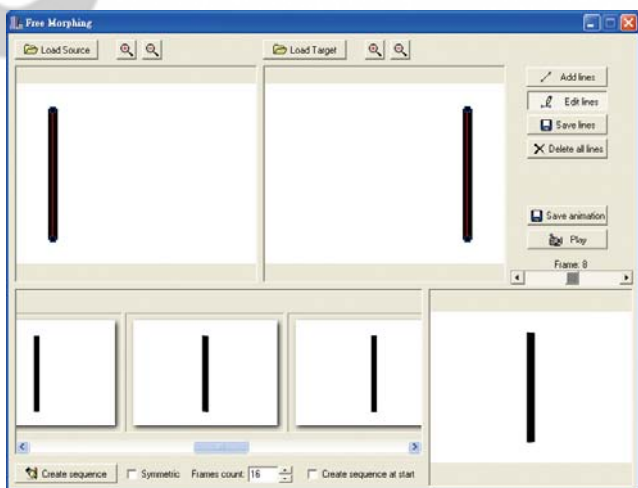 Free Morphing
Load Source
Load Target
Add lines
Edit lines
Save lines
Delete all lines
Save animation
Play
Frame: 8
Create sequence
Symmetric
Frames count: 16
Create sequence at start